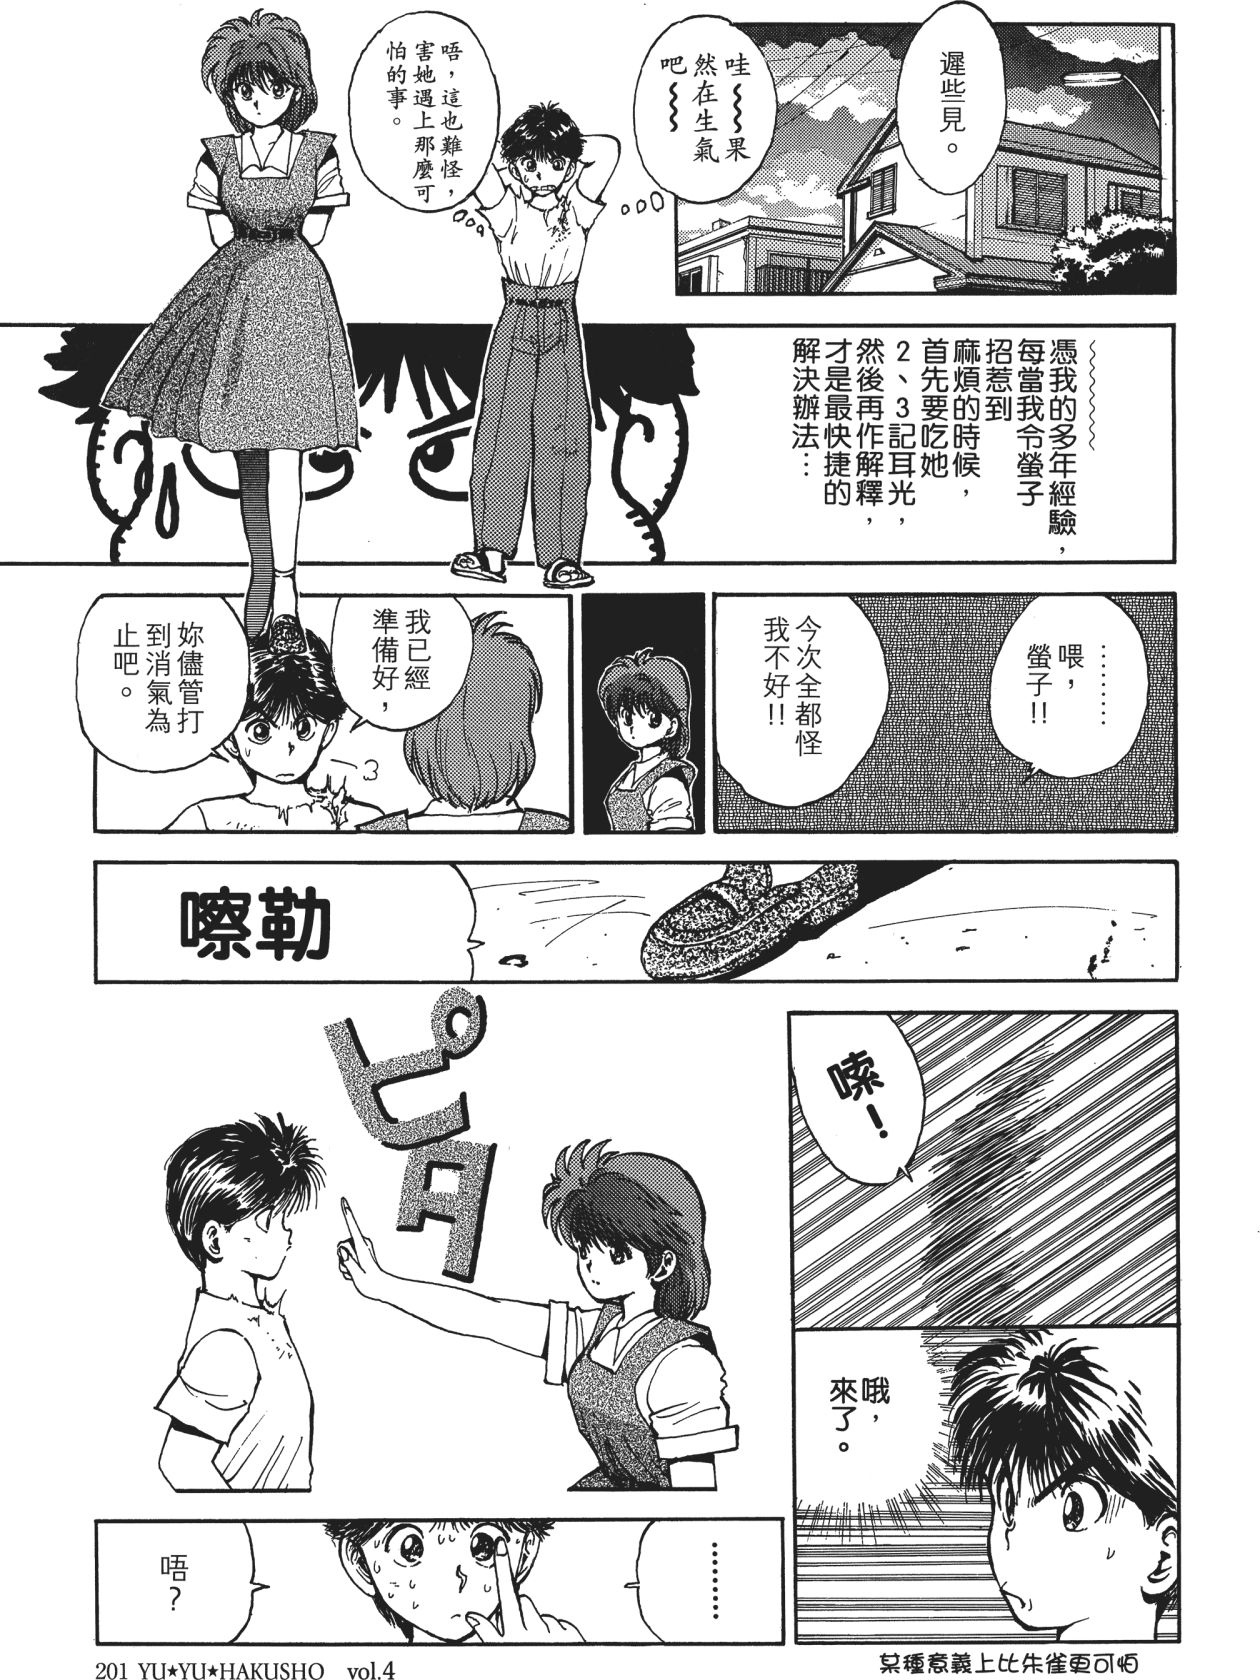 遲些見。
哇~~果
然在生氣
吧~~
唔，這也難怪，
害她遇上那麼可
怕的事。
憑我的多年經驗，
每當我令螢子
招惹到
麻煩的時候，
首先要吃她
2、3記耳光，
然後再作解釋，
才是最快捷的
解決辦法…
………
喂，
螢子!!
今次全都怪
我不好!!
我已經
準備好，
妳儘管打
到消氣為
止吧。
嚓勒
嗦！
哦，
來了。
ピタ
………
唔？
某種意義上比朱雀更可怕
201 YU★YU★HAKUSHO vol.4